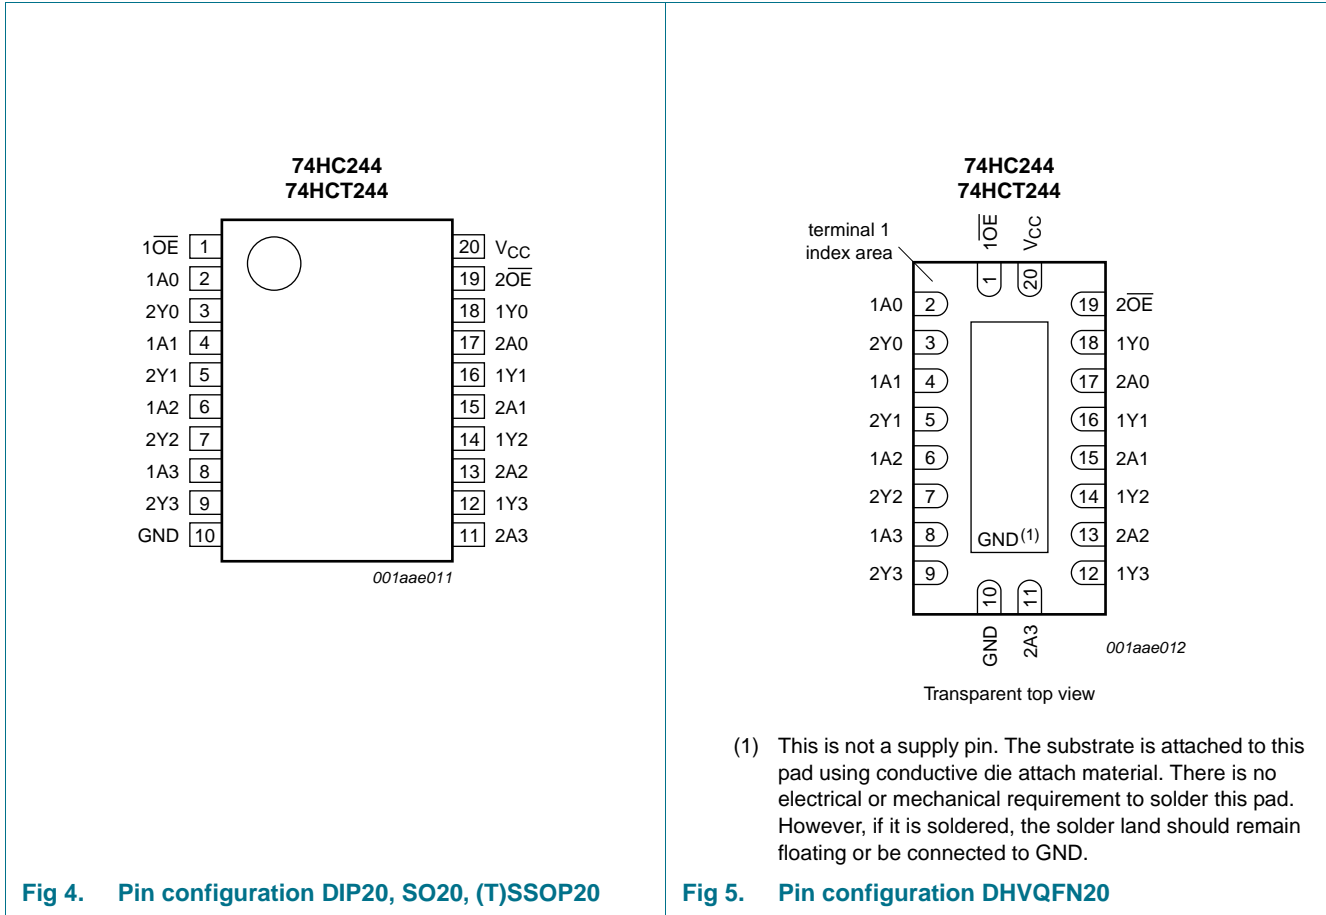 74HC244
74HCT244
1OE 1
1A0 2
2Y0 3
1A1 4
2Y1 5
1A2 6
2Y2 7
1A3 8
2Y3 9
GND 10
20 VCC
19 2OE
18 1Y0
17 2A0
16 1Y1
15 2A1
14 1Y2
13 2A2
12 1Y3
11 2A3
001aae011
Fig 4. Pin configuration DIP20, SO20, (T)SSOP20
74HC244
74HCT244
terminal 1
index area
1OE
VCC
1
20
1A0 2
2Y0 3
1A1 4
2Y1 5
1A2 6
2Y2 7
1A3 8
2Y3 9
19 2OE
18 1Y0
17 2A0
16 1Y1
15 2A1
14 1Y2
13 2A2
12 1Y3
GND(1)
10
11
GND
2A3
001aae012
Transparent top view
(1) This is not a supply pin. The substrate is attached to this
pad using conductive die attach material. There is no
electrical or mechanical requirement to solder this pad.
However, if it is soldered, the solder land should remain
floating or be connected to GND.
Fig 5. Pin configuration DHVQFN20